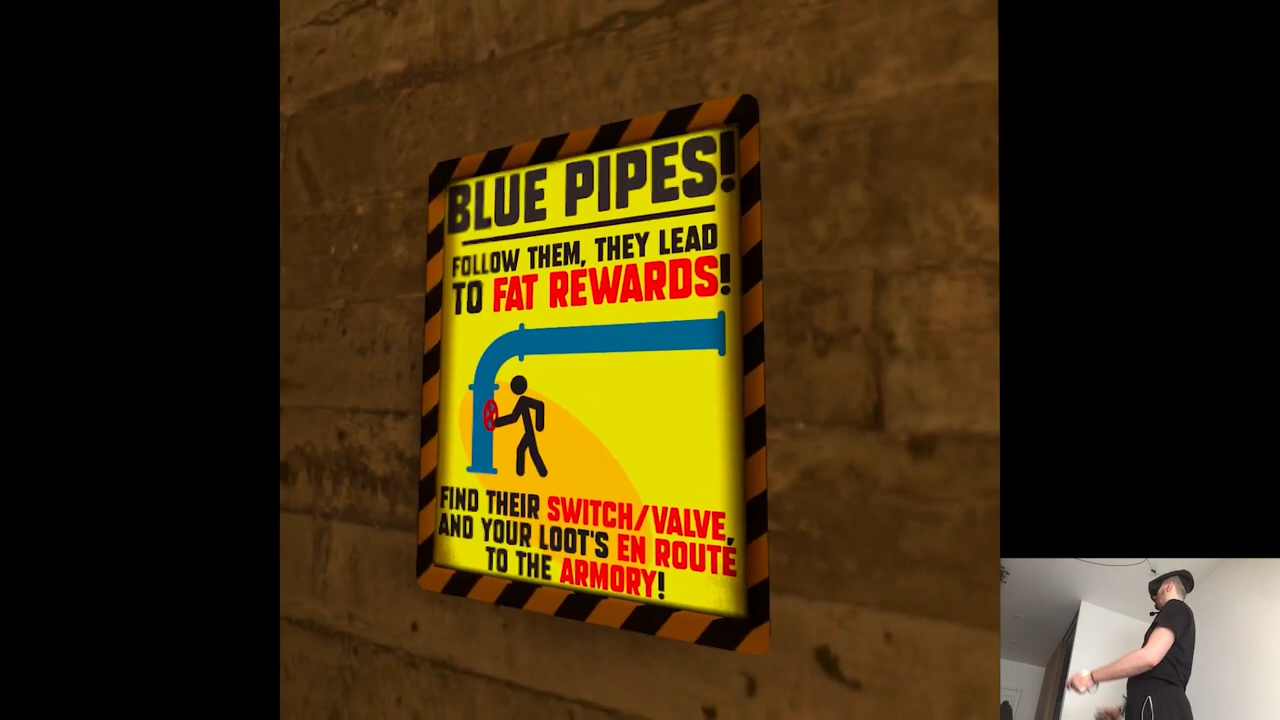 BLUE PIPES!
FOLLOW THEM, THEY LEAD
TO FAT REWARDS!
FIND THEIR SWITCH/VALVE,
AND YOUR LOOT'S EN ROUTE
TO THE ARMORY!